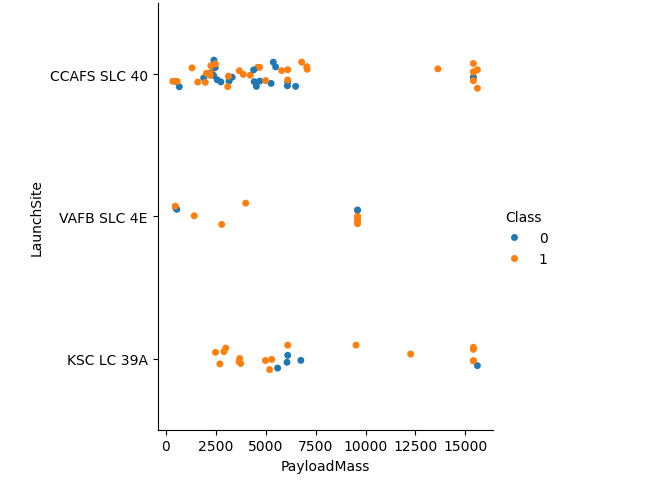 LaunchSite
CCAFS SLC 40
VAFB SLC 4E
KSC LC 39A
0 2500 5000 7500 10000 12500 15000
PayloadMass
Class
0
1